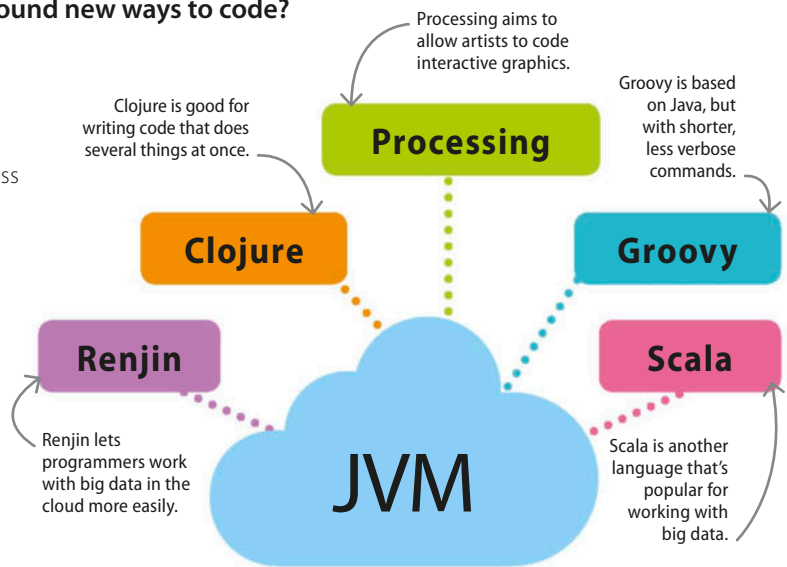 ound new ways to code?
Processing aims to
allow artists to code
interactive graphics.
Clojure is good for
writing code that does
several things at once.
Groovy is based
on Java, but
with shorter,
less verbose
commands.
ss
Processing
Clojure
Groovy
Renjin
Scala
Renjin lets
programmers work
with big data in the
cloud more easily.
JVM
Scala is another
language that's
popular for
working with
big data.